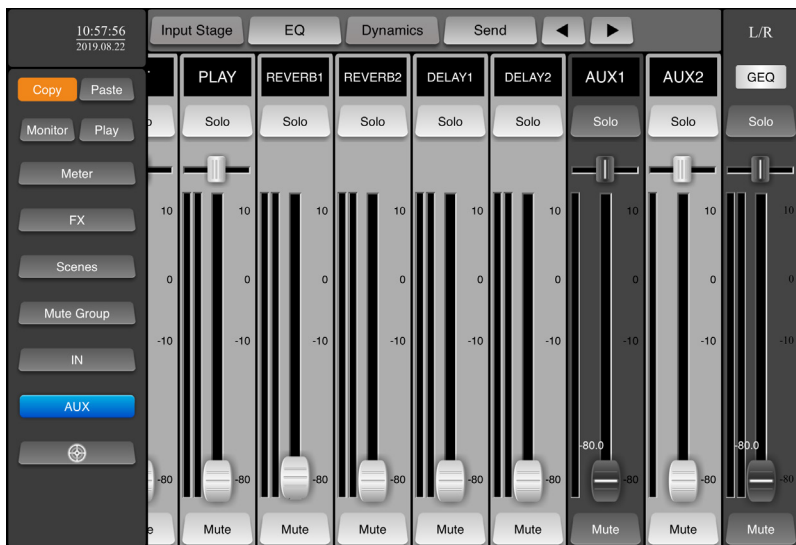 10:57:56
2019.08.22
Input Stage EQ Dynamics Send
L/R
Copy Paste
Monitor Play
Meter
FX
Scenes
Mute Group
IN
AUX
PLAY REVERB1 REVERB2 DELAY1 DELAY2 AUX1 AUX2 GEQ
Solo Solo Solo Solo Solo Solo Solo Solo
10 10 10 10 10 10 10 10 10
0 0 0 0 0 0 0 0 0
-10 -10 -10 -10 -10 -10 -10 -10 -10
-80.0 -80.0
-80 -80 -80 -80 -80 -80 -80 -80 -80
Mute Mute Mute Mute Mute Mute Mute Mute